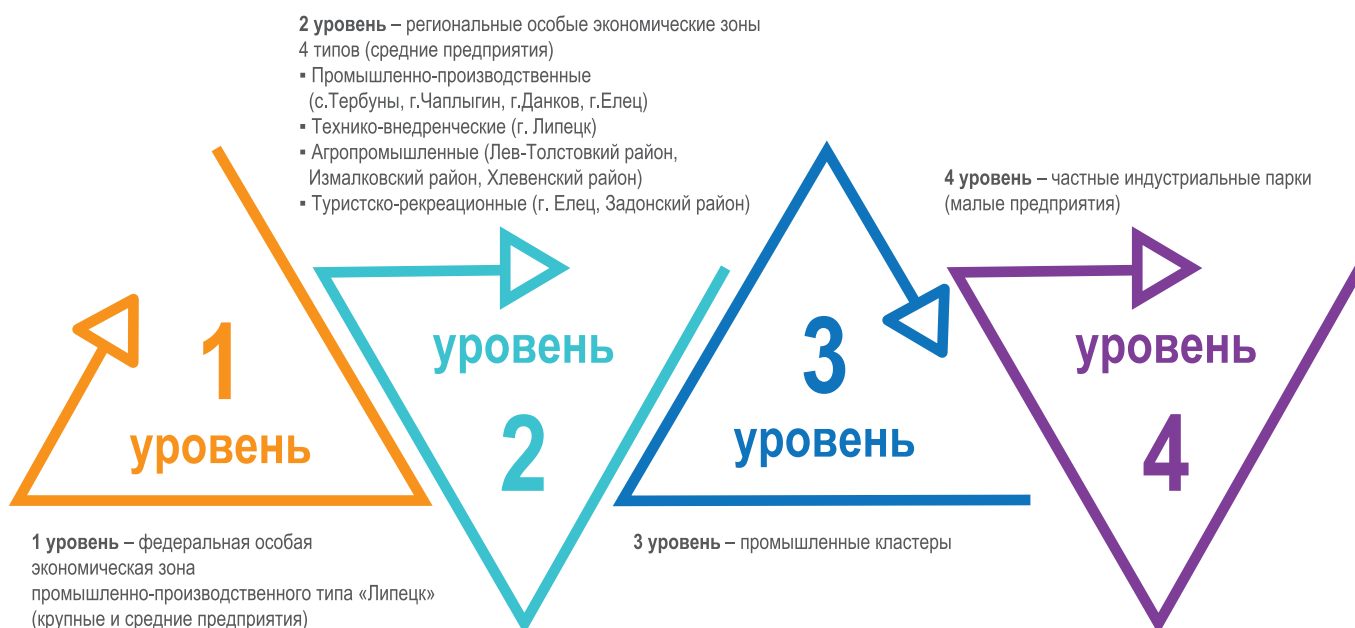 2 уровень – региональные особые экономические зоны
4 типов (средние предприятия)
▪ Промышленно-производственные
(с.Тербуны, г.Чаплыгин, г.Данков, г.Елец)
▪ Технико-внедренческие (г. Липецк)
▪ Агропромышленные (Лев-Толстовкий район,
Измалковский район, Хлевенский район)
▪ Туристско-рекреационные (г. Елец, Задонский район)
4 уровень – частные индустриальные парки
(малые предприятия)
1
уровень
уровень
2
3
уровень
уровень
4
1 уровень – федеральная особая
экономическая зона
промышленно-производственного типа «Липецк»
(крупные и средние предприятия)
3 уровень – промышленные кластеры